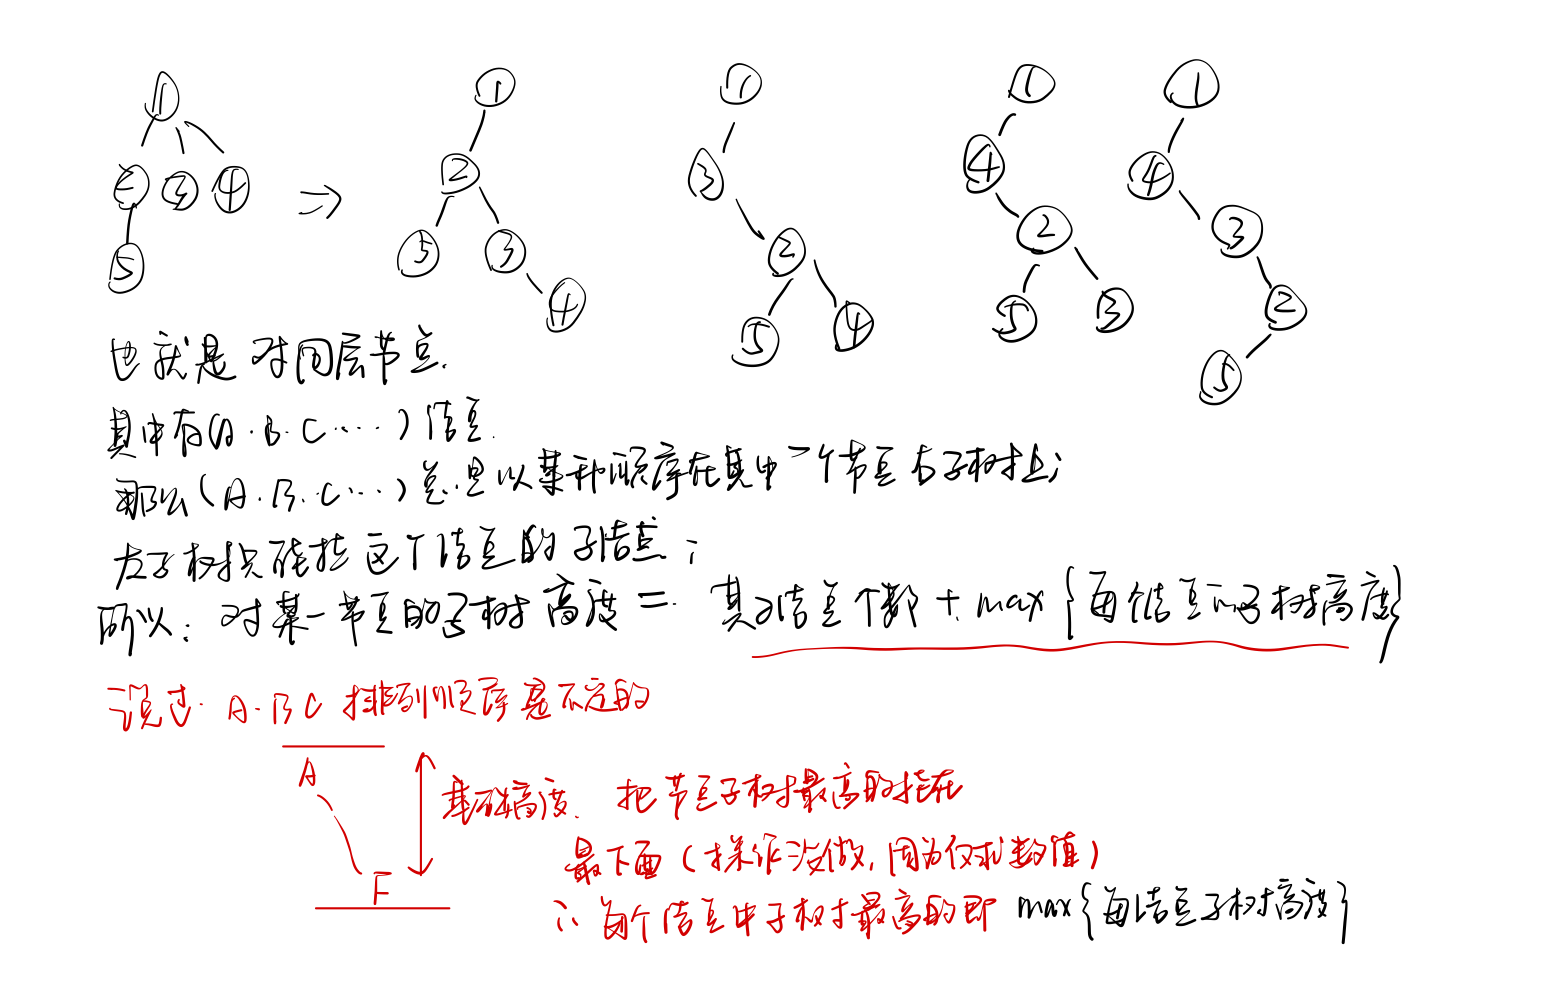 1 1 1 1 1
2 3 4 ⇒ 2 3 4 4
5 5 3 2 2 3
4 5 4 5 3 2
5
也就是对同层节点.
其中有(A.B.C...)结点.
那么(A.B.C...)总是以某种顺序在其中一个节点右子树上;
左子树只能挂这个结点的子结点;
所以: 对某一节点的子树高度 = 其子结点个数 + max{每个结点的子树高度}
说过. A.B C 排列顺序是不定的
A
基础高度. 把节点子树最高的挂在
最下面(操作没做,因为仅求数值)
F
∴ 每个结点中子树最高的即 max{每结点子树高度}